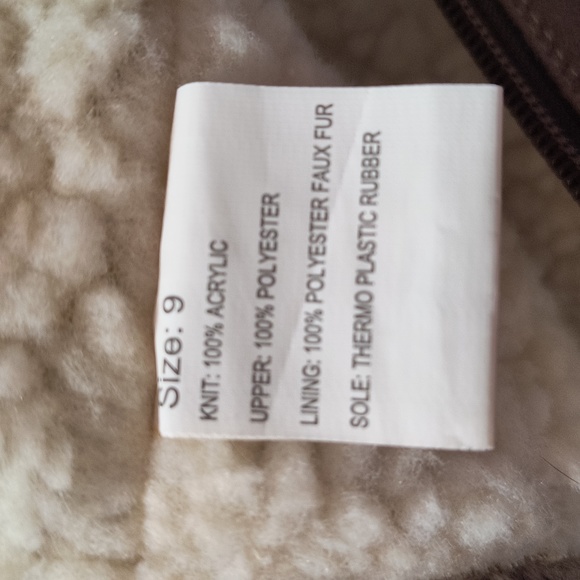 Size: 9
KNIT: 100% ACRYLIC
UPPER: 100% POLYESTER
LINING: 100% POLYESTER FAUX FUR
SOLE: THERMO PLASTIC RUBBER